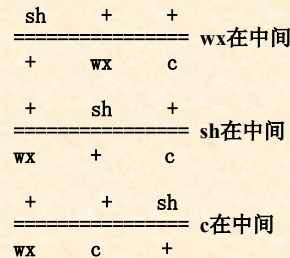 sh + +
================ wx在中间
+ wx c
+ sh +
================ sh在中间
wx + c
+ + sh
================ c在中间
wx c +